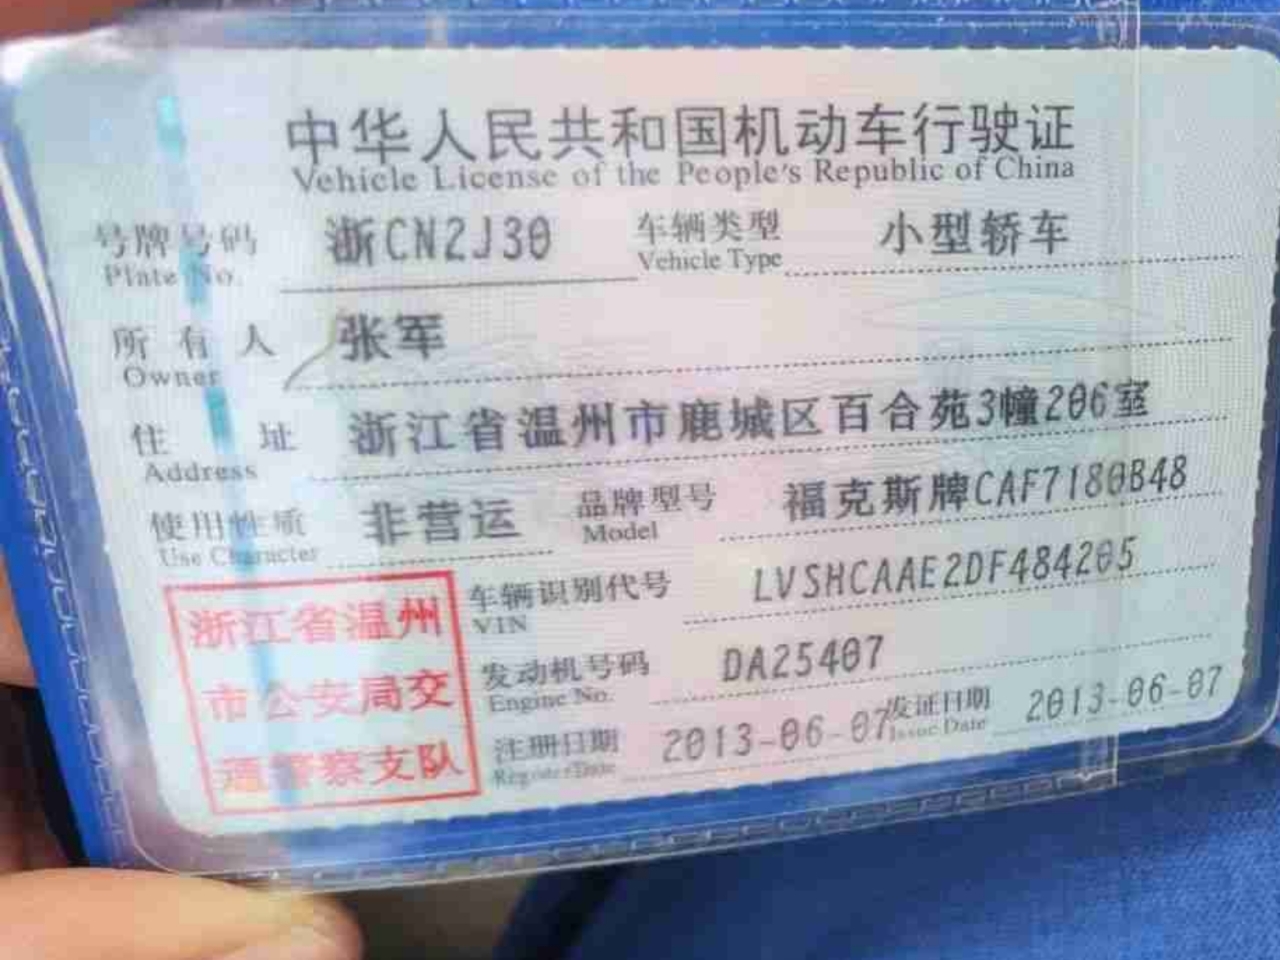 中华人民共和国机动车行驶证
Vehicle License of the People's Republic of China
号牌号码 浙CN2J30 车辆类型 小型轿车
Plate No. Vehicle Type
所有人 张军
Owner
住址 浙江省温州市鹿城区百合苑3幢206室
Address
使用性质 非营运 品牌型号 福克斯牌CAF7180B48
Use Character Model
浙江省温州
市公安局交
通警察支队
车辆识别代号 LVSHCAAE2DF484205
VIN
发动机号码 DA25407
Engine No.
注册日期 2013-06-07 发证日期 2013-06-07
Register Date Issue Date